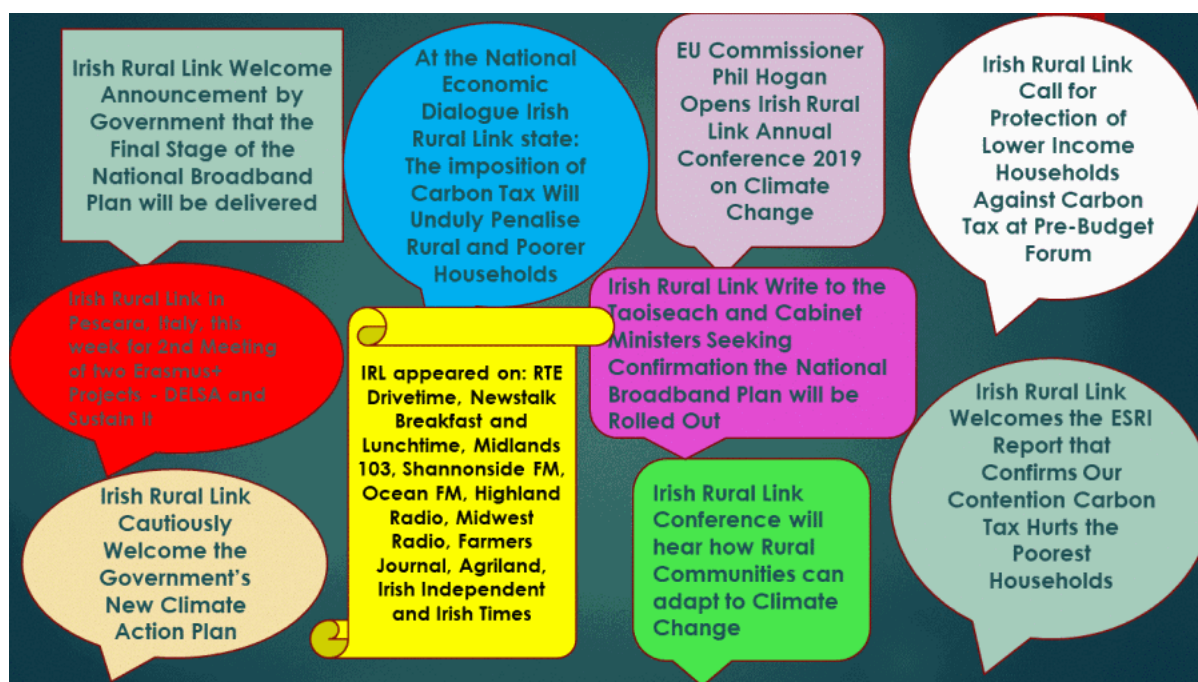 Irish Rural Link Welcome
Announcement by
Government that the
Final Stage of the
National Broadband
Plan will be delivered
At the National
Economic
Dialogue Irish
Rural Link state:
The imposition of
Carbon Tax Will
Unduly Penalise
Rural and Poorer
Households
EU Commissioner
Phil Hogan
Opens Irish Rural
Link Annual
Conference 2019
on Climate
Change
Irish Rural Link
Call for
Protection of
Lower Income
Households
Against Carbon
Tax at Pre-Budget
Forum
Irish Rural Link in
Pescara, Italy, this
week for 2nd Meeting
of two Erasmus+
Projects - DELSA and
Sustain It
IRL appeared on: RTE
Drivetime, Newstalk
Breakfast and
Lunchtime, Midlands
103, Shannonside FM,
Ocean FM, Highland
Radio, Midwest
Radio, Farmers
Journal, Agriland,
Irish Independent
and Irish Times
Irish Rural Link Write to the
Taoiseach and Cabinet
Ministers Seeking
Confirmation the National
Broadband Plan will be
Rolled Out
Irish Rural Link
Welcomes the ESRI
Report that
Confirms Our
Contention Carbon
Tax Hurts the
Poorest
Households
Irish Rural Link
Cautiously
Welcome the
Government's
New Climate
Action Plan
Irish Rural Link
Conference will
hear how Rural
Communities can
adapt to Climate
Change